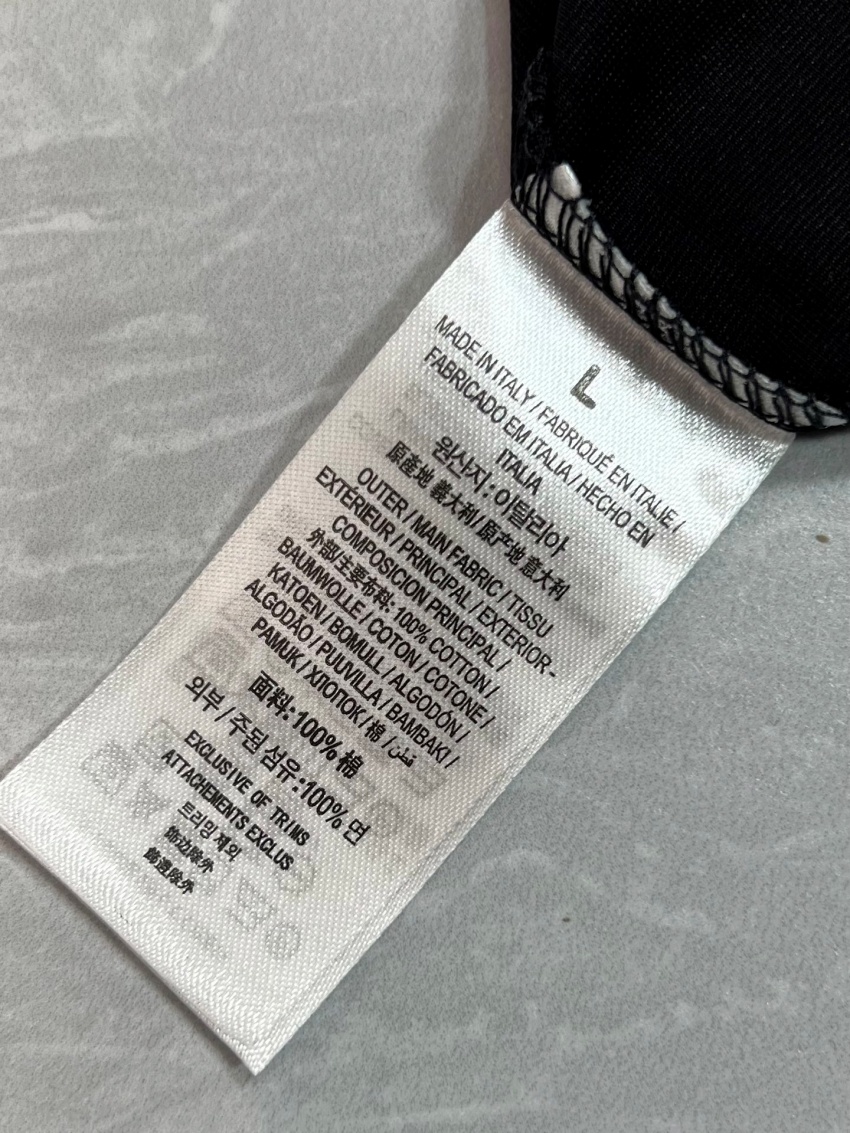 L
MADE IN ITALY / FABRIQUÉ EN ITALIE /
FABRICADO EM ITALIA / HECHO EN
ITALIA
원산지 : 이탈리아
原產地 義大利 / 原产地 意大利
OUTER / MAIN FABRIC / TISSU
EXTÉRIEUR / PRINCIPAL / EXTERIOR -
COMPOSICION PRINCIPAL /
外部/主要布料: 100% COTTON /
BAUMWOLLE / COTON / COTONE /
KATOEN / BOMULL / ALGODÓN /
ALGODÃO / PUUVILLA / BAMBAKI /
PAMUK / ХЛОПОК / 棉 / قطن
面料: 100% 棉
외부 / 주된 섬유 : 100% 면
EXCLUSIVE OF TRIMS
ATTACHEMENTS EXCLUS
트리밍 제외
饰边除外
飾邊除外